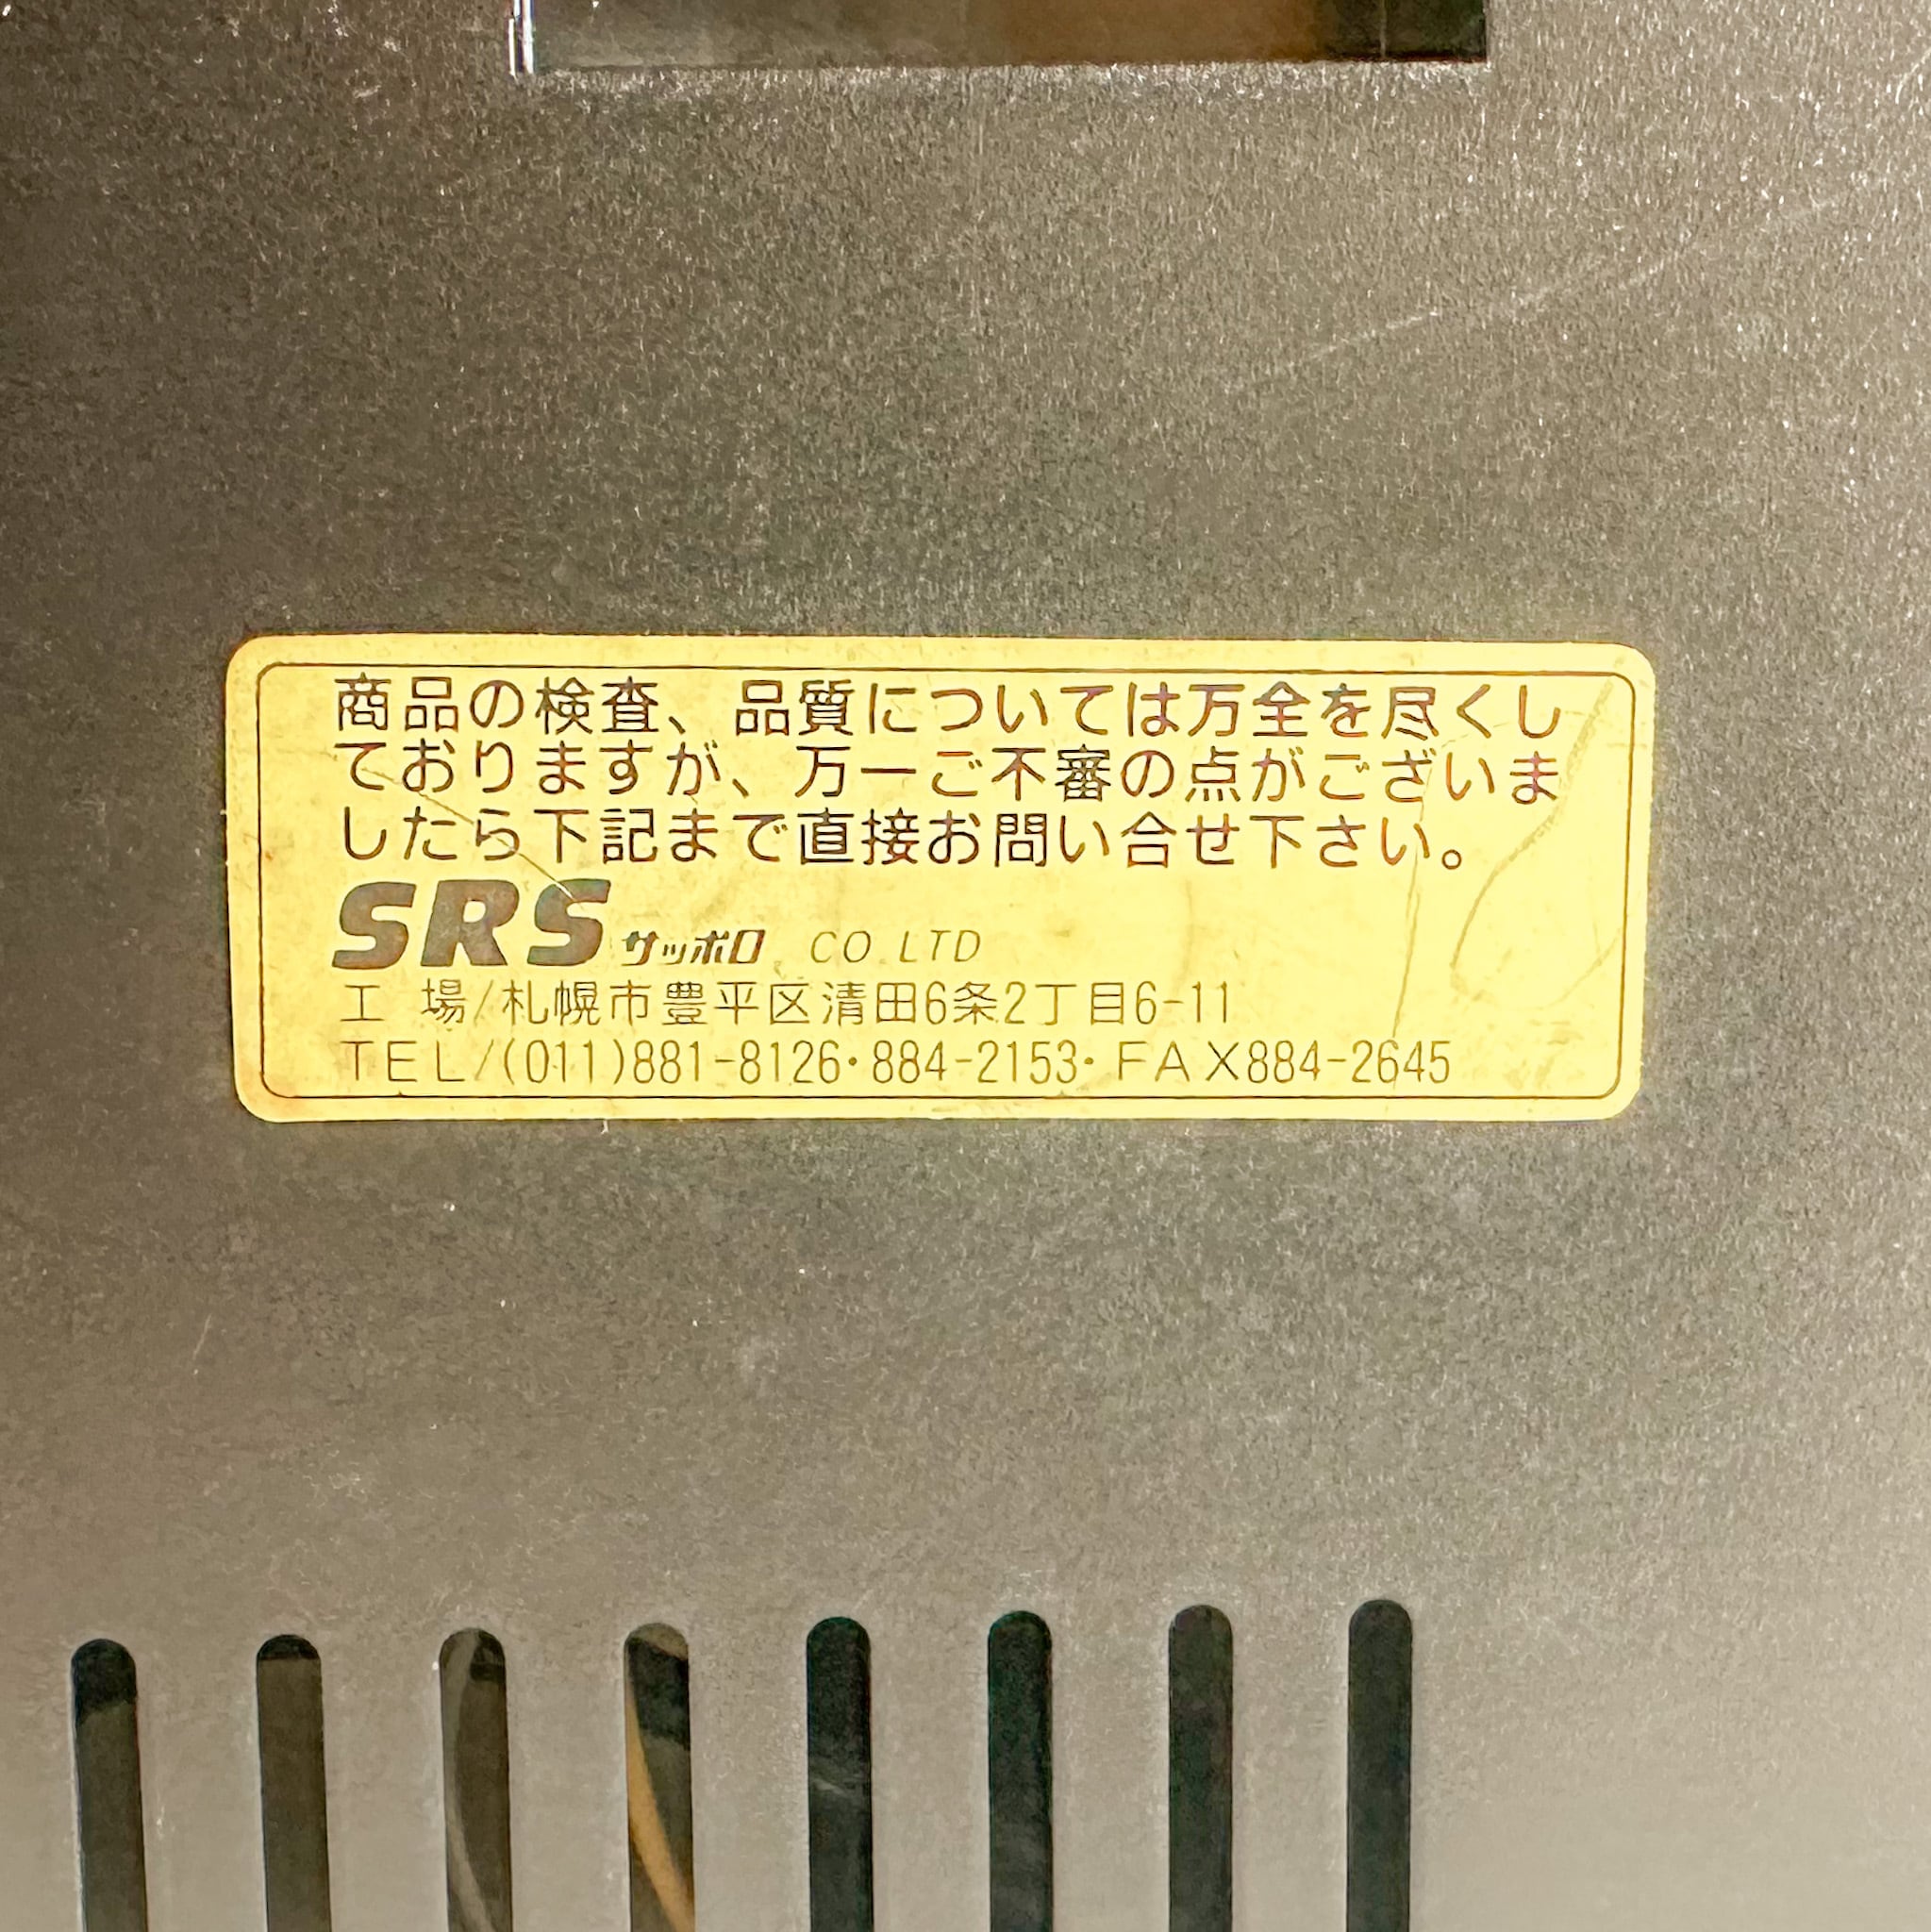 商品の検査、品質については万全を尽くし
ておりますが、万一ご不審の点がございま
したら下記まで直接お問い合せ下さい。
SRSサッポロ CO.LTD
工 場/札幌市豊平区清田6条2丁目6-11
TEL/(011)881-8126・884-2153・FAX884-2645